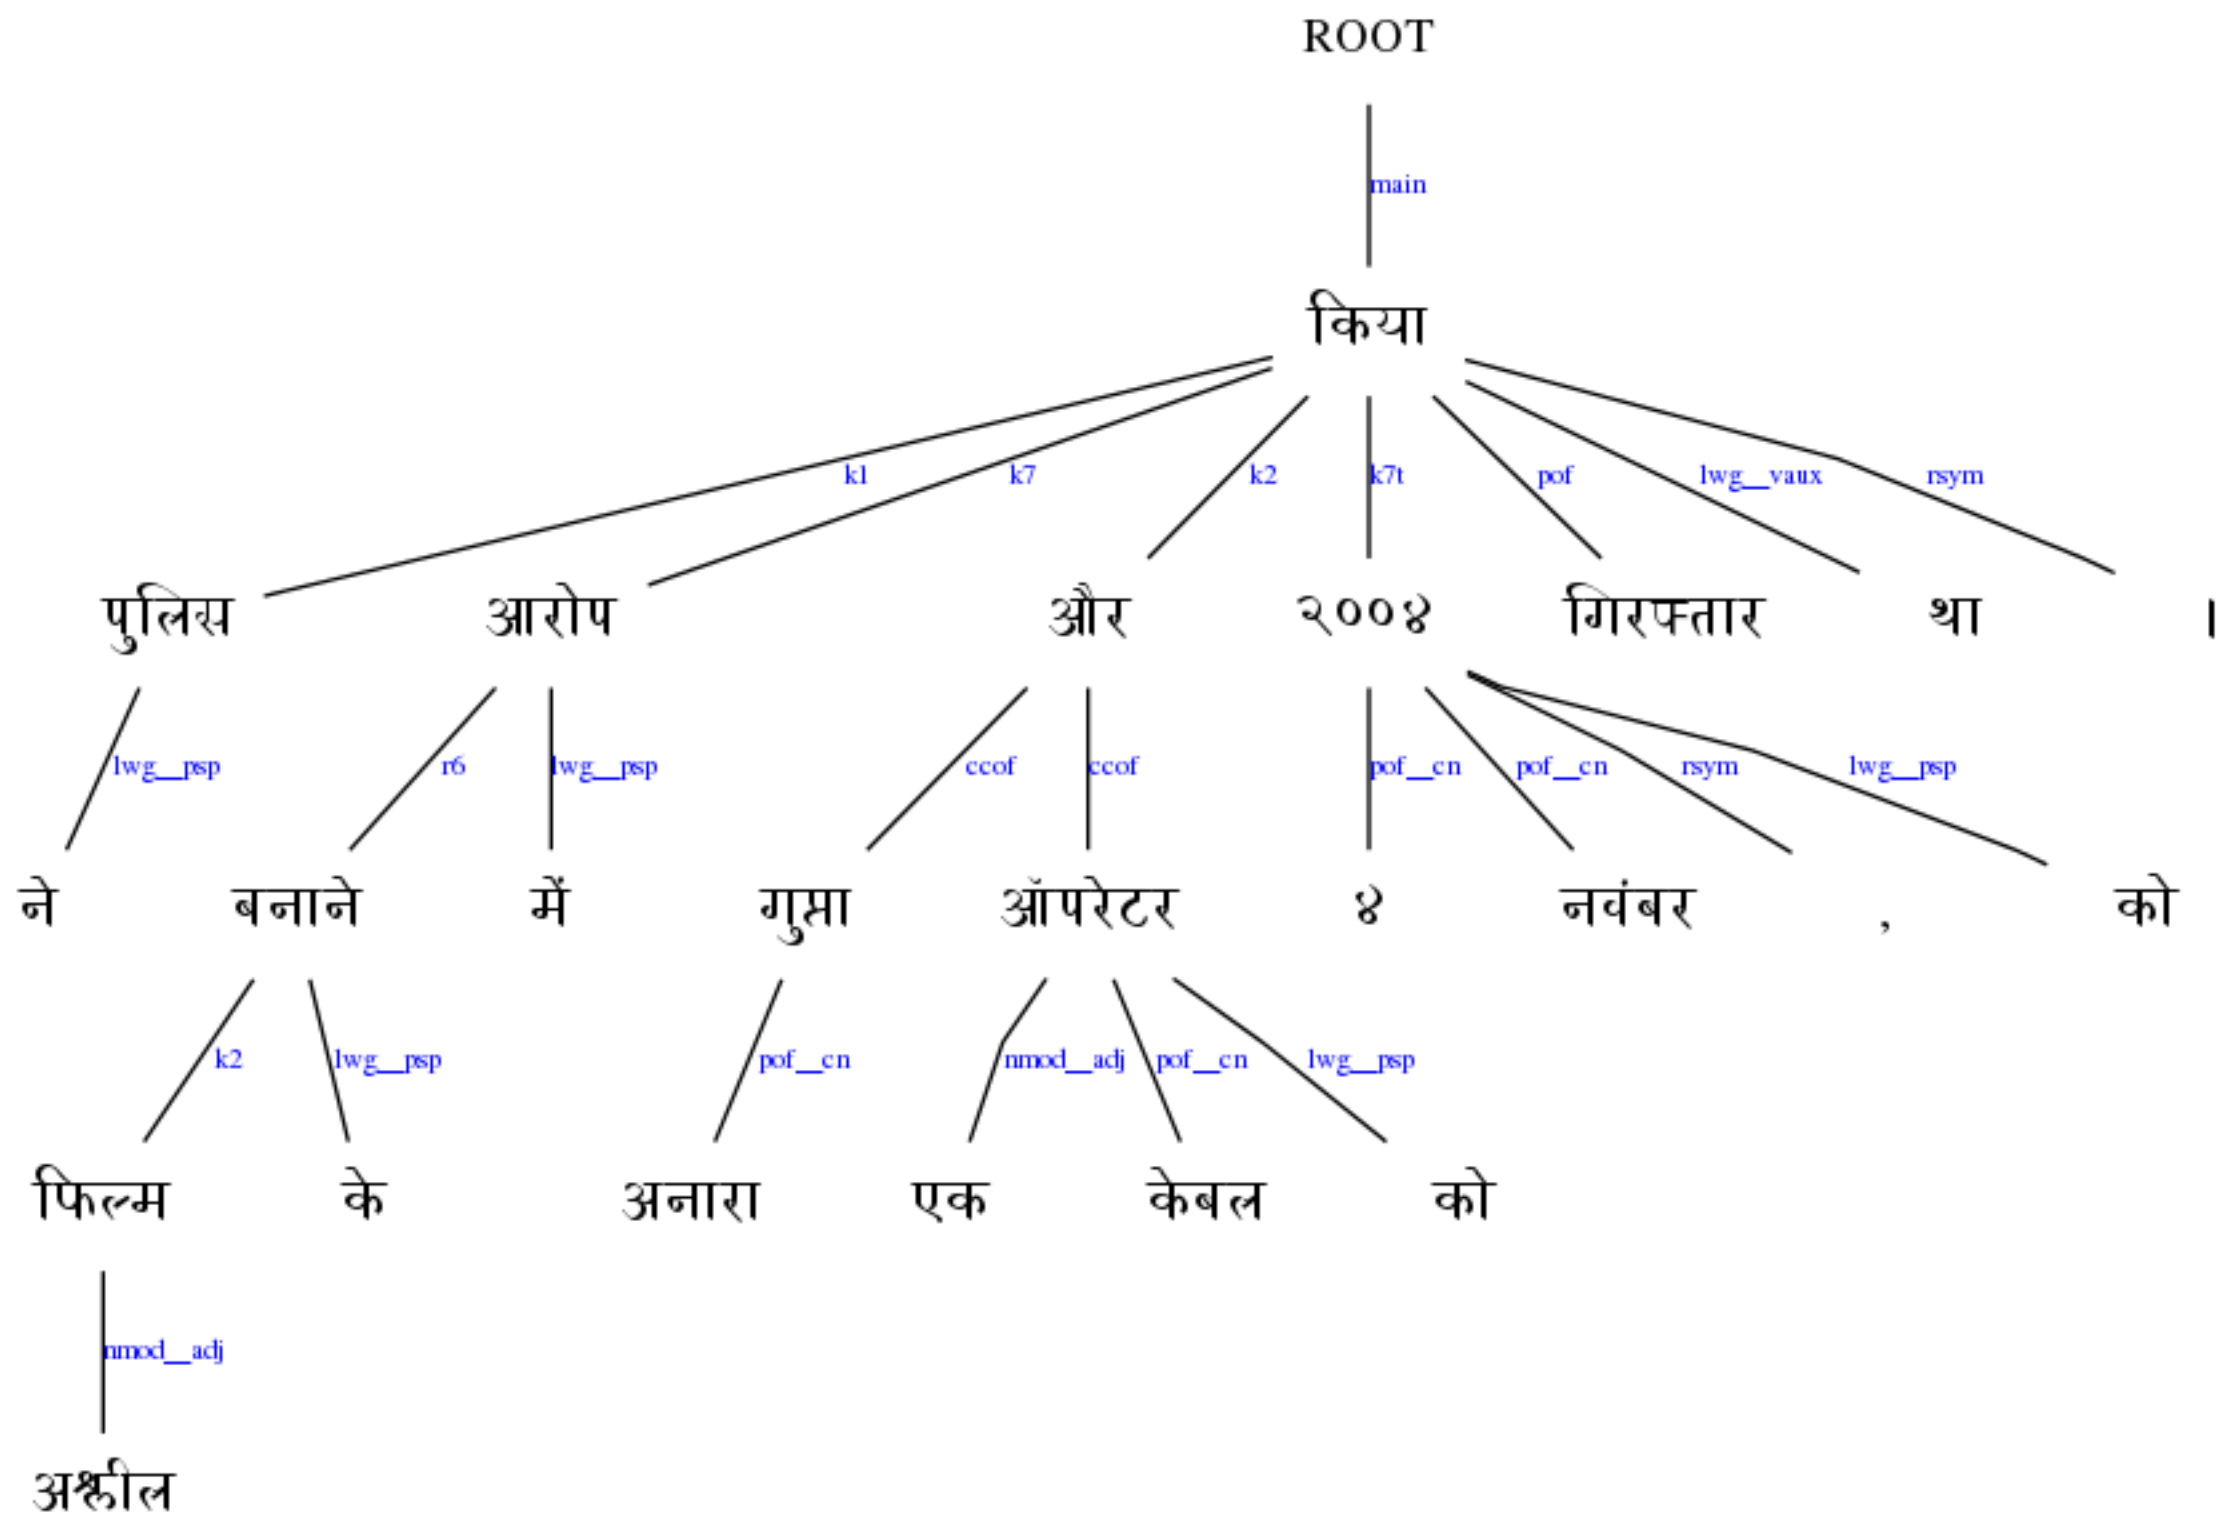 ROOT
main
किया
k1 k7 k2 k7t pof lwg__vaux rsym
पुलिस आरोप और २००४ गिरफ्तार था ।
lwg__psp r6 lwg__psp ccof ccof pof__cn pof__cn rsym lwg__psp
ने बनाने में गुप्ता ऑपरेटर ४ नवंबर , को
k2 lwg__psp pof__cn nmod__adj pof__cn lwg__psp
फिल्म के अनारा एक केबल को
nmod__adj
अश्लील